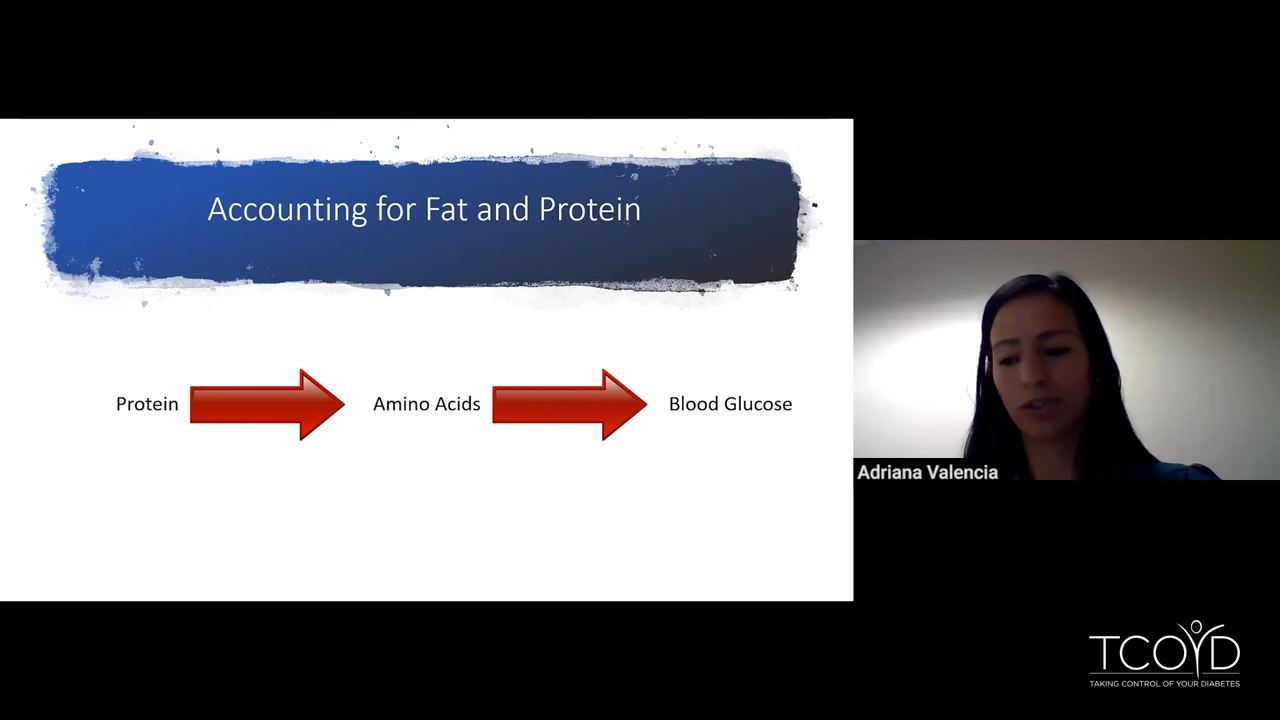 Accounting for Fat and Protein
Protein
Amino Acids
Blood Glucose
Adriana Valencia
TCOYD
TAKING CONTROL OF YOUR DIABETES